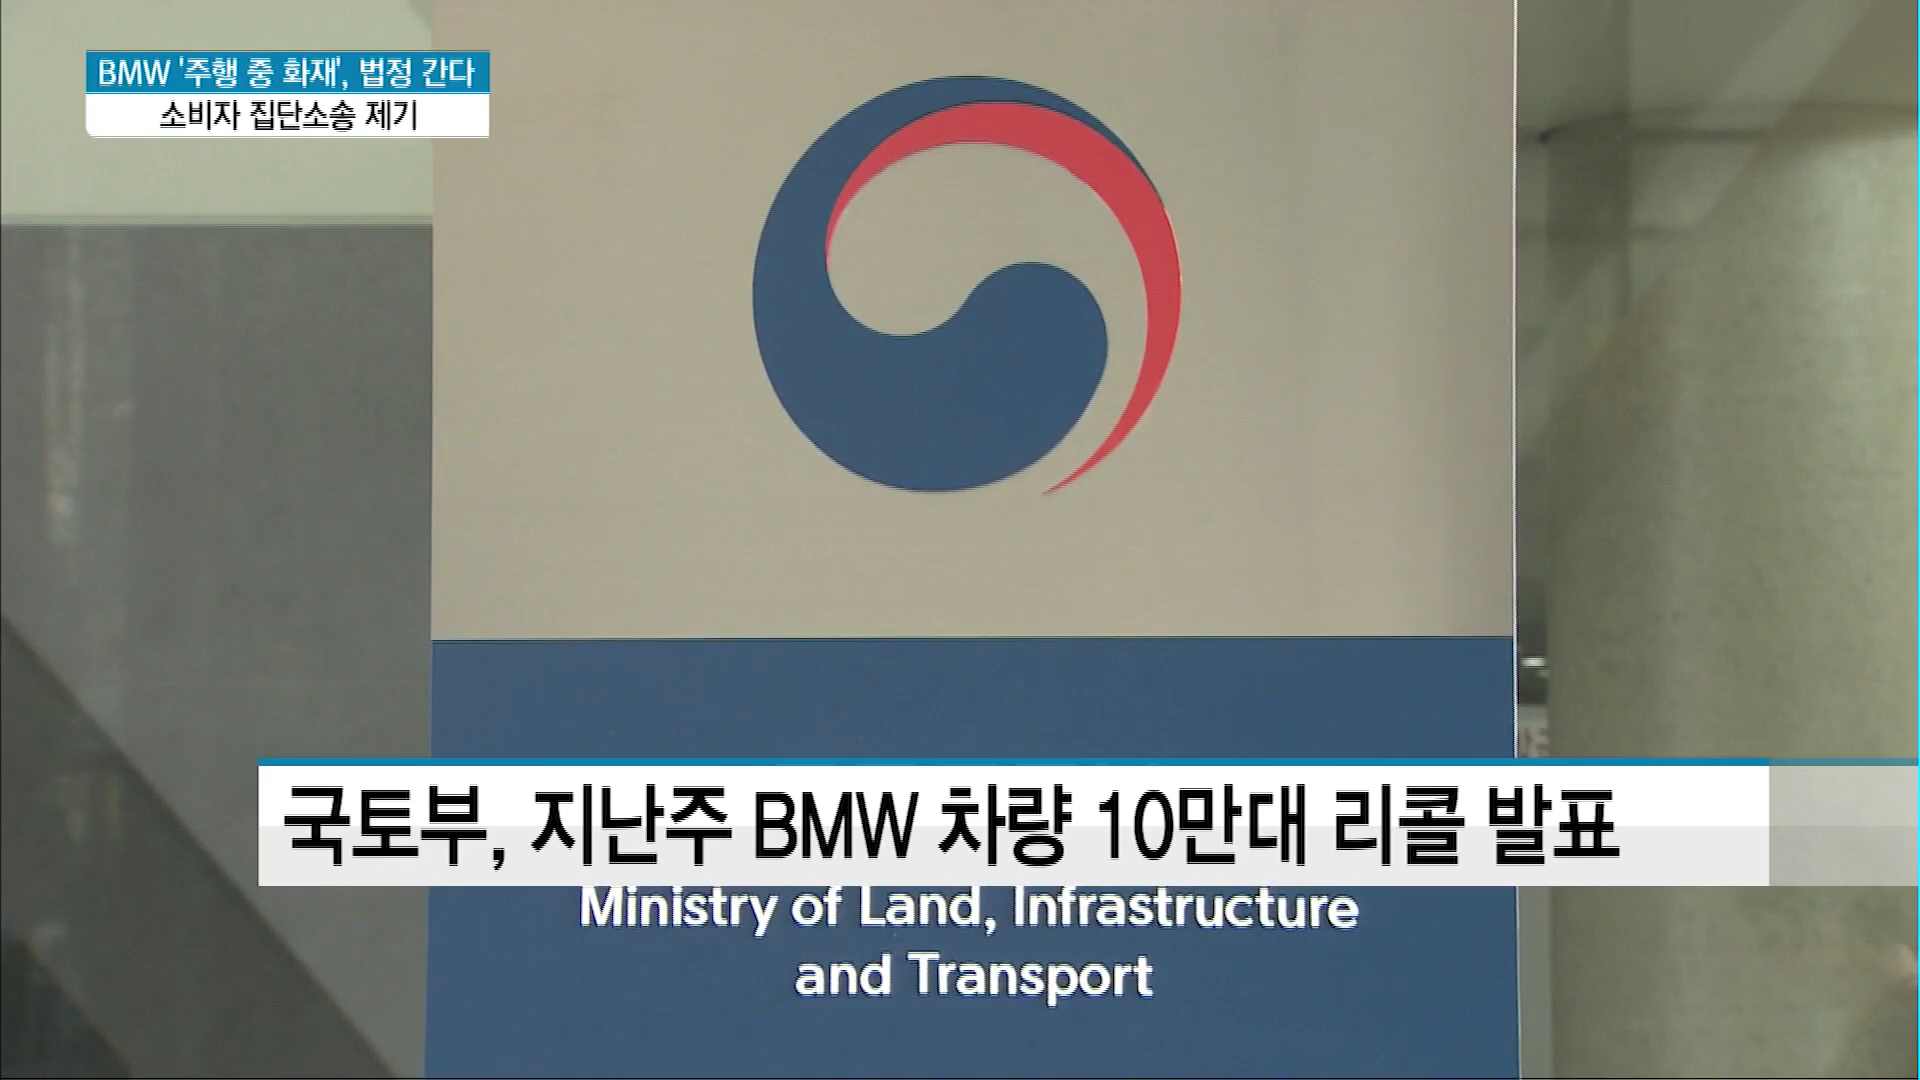 BMW '주행 중 화재', 법정 간다
소비자 집단소송 제기
국토부, 지난주 BMW 차량 10만대 리콜 발표
Ministry of Land, Infrastructure
and Transport